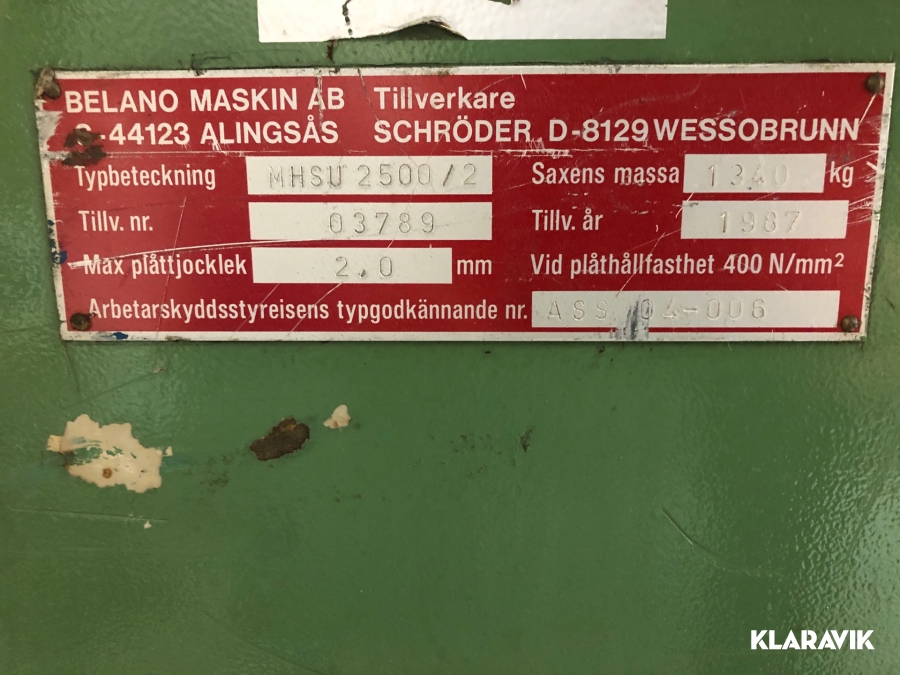 BELANO MASKIN AB Tillverkare
S-44123 ALINGSÅS SCHRÖDER, D-8129 WESSOBRUNN
Typbeteckning MHSU 2500/2 Saxens massa 1340 kg
Tillv. nr. 03789 Tillv. år 1987
Max plåttjocklek 2.0 mm Vid plåthållfasthet 400 N/mm²
Arbetarskyddsstyreisens typgodkännande nr. ASS 04-006
KLARAVIK